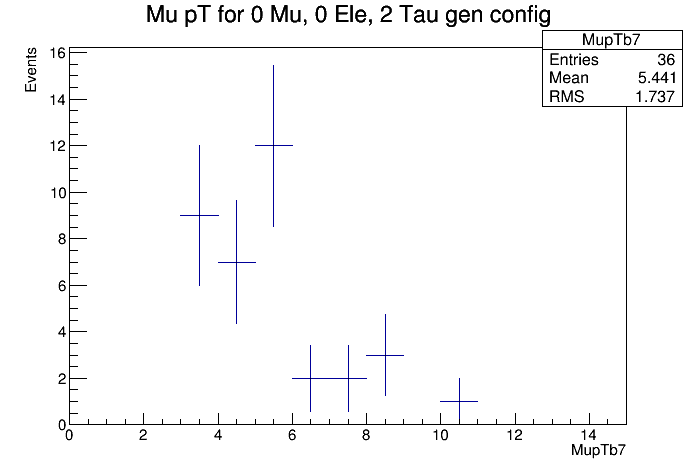 Mu pT for 0 Mu, 0 Ele, 2 Tau gen config
MupTb7
Entries 36
Mean 5.441
RMS 1.737
Events
16
14
12
10
8
6
4
2
0
0 2 4 6 8 10 12 14
MupTb7